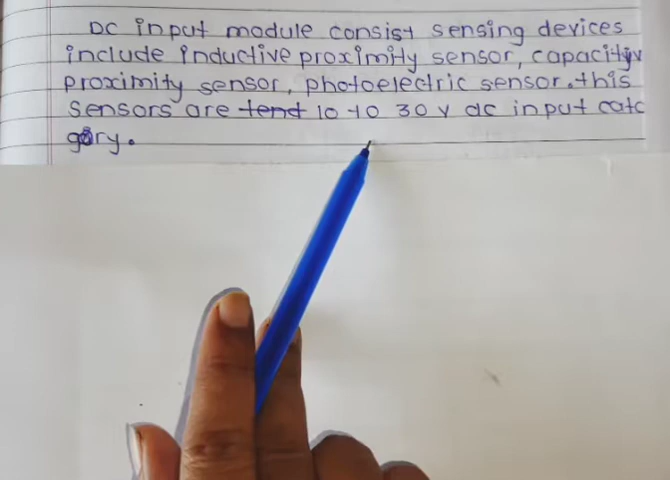 DC input module consist sensing devices
include inductive proximity sensor, capacitiv
proximity sensor, photoelectric sensor. this
sensors are tend 10 to 30 v dc input cate
gory.